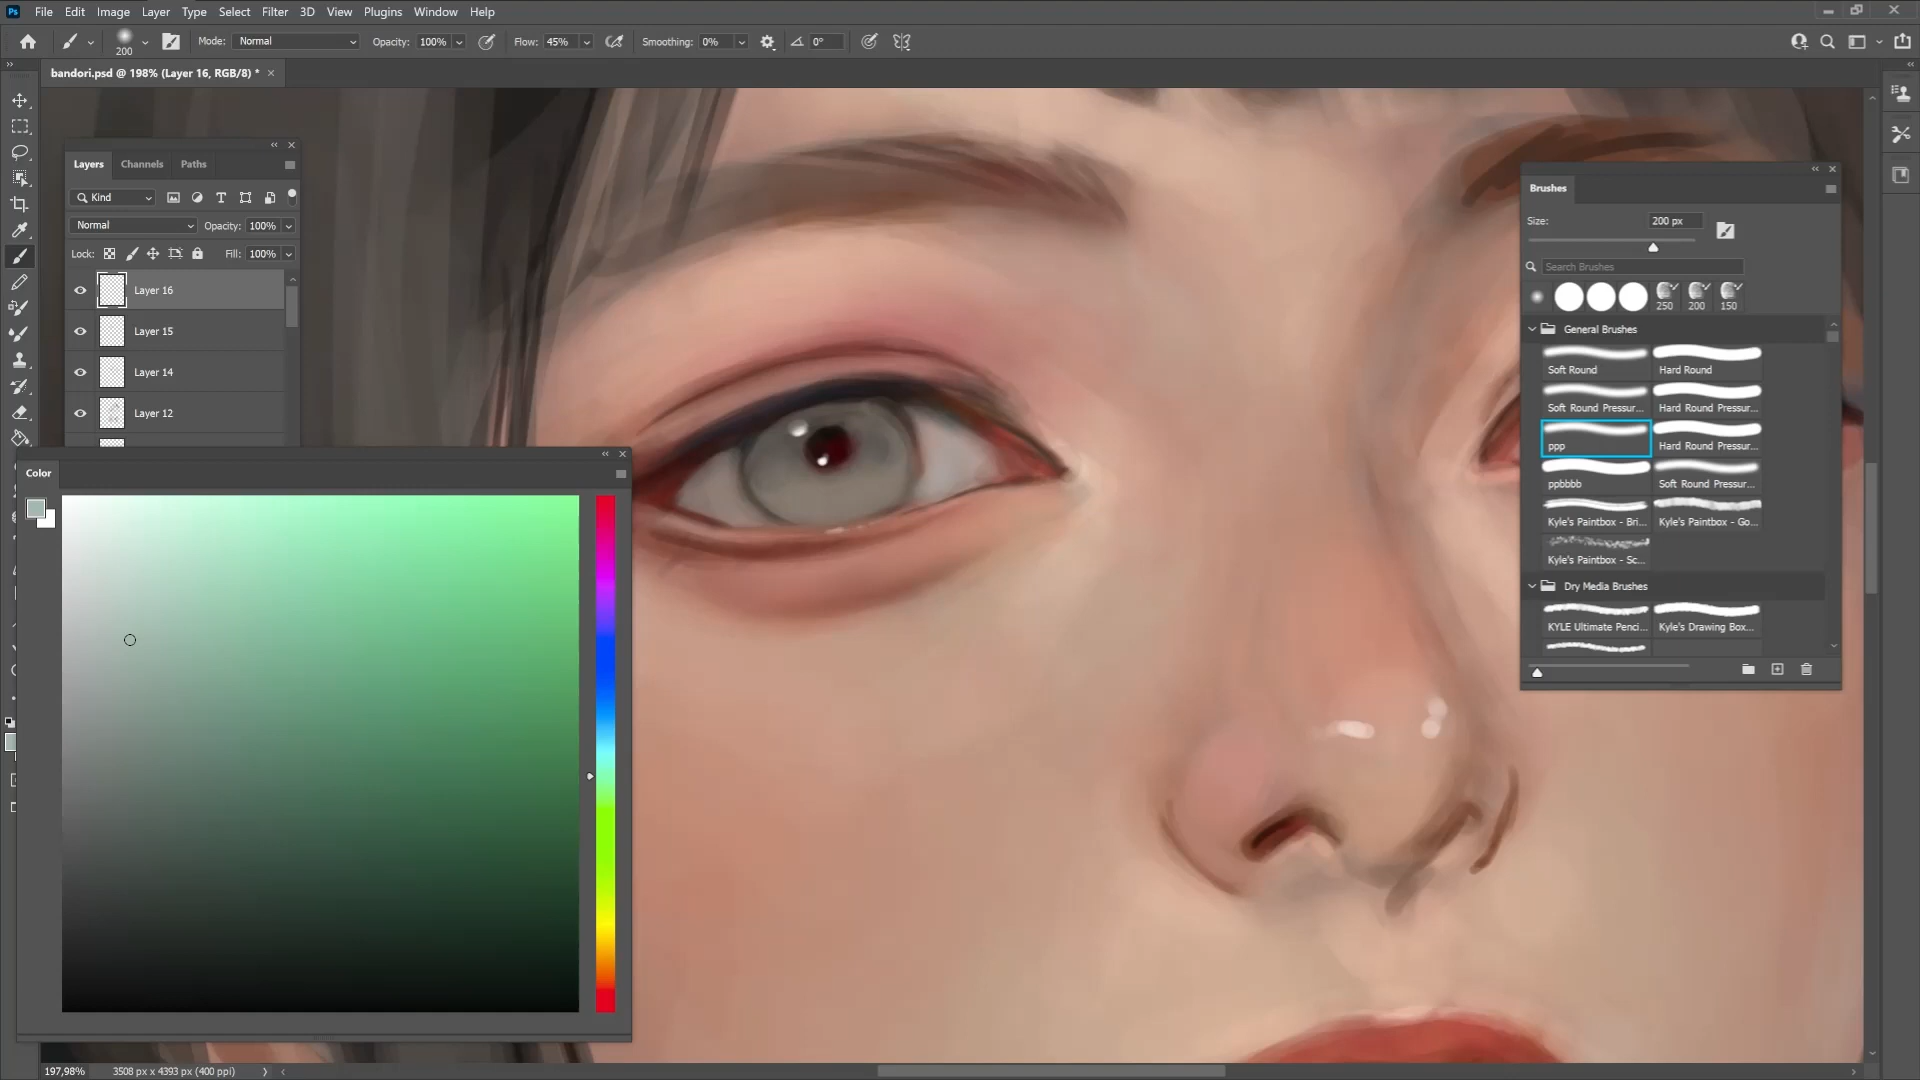 Ps File Edit Image Layer Type Select Filter 3D View Plugins Window Help
200 Mode: Normal Opacity: 100% Flow: 45% Smoothing: 0% 0°
bandori.psd @ 198% (Layer 16, RGB/8) *
Layers Channels Paths
Kind
Normal Opacity: 100%
Lock: Fill: 100%
Layer 16
Layer 15
Layer 14
Layer 12
Color
Brushes
Size: 200 px
Search Brushes
250 200 150
General Brushes
Soft Round Hard Round
Soft Round Pressur... Hard Round Pressur...
ppp Hard Round Pressur...
ppbbbb Soft Round Pressur...
Kyle's Paintbox - Bri... Kyle's Paintbox - Go...
Kyle's Paintbox - Sc...
Dry Media Brushes
KYLE Ultimate Penci... Kyle's Drawing Box...
197,98% 3508 px x 4393 px (400 ppi)